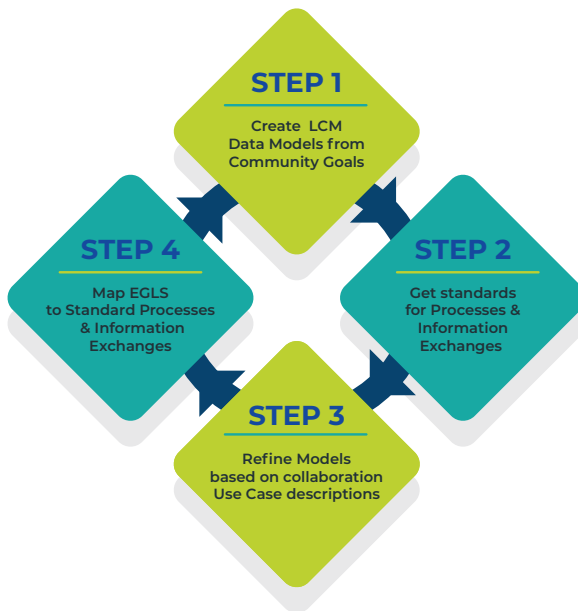 STEP 1
Create LCM
Data Models from
Community Goals
STEP 2
Get standards
for Processes &
Information
Exchanges
STEP 3
Refine Models
based on collaboration
Use Case descriptions
STEP 4
Map EGLS
to Standard Processes
& Information
Exchanges